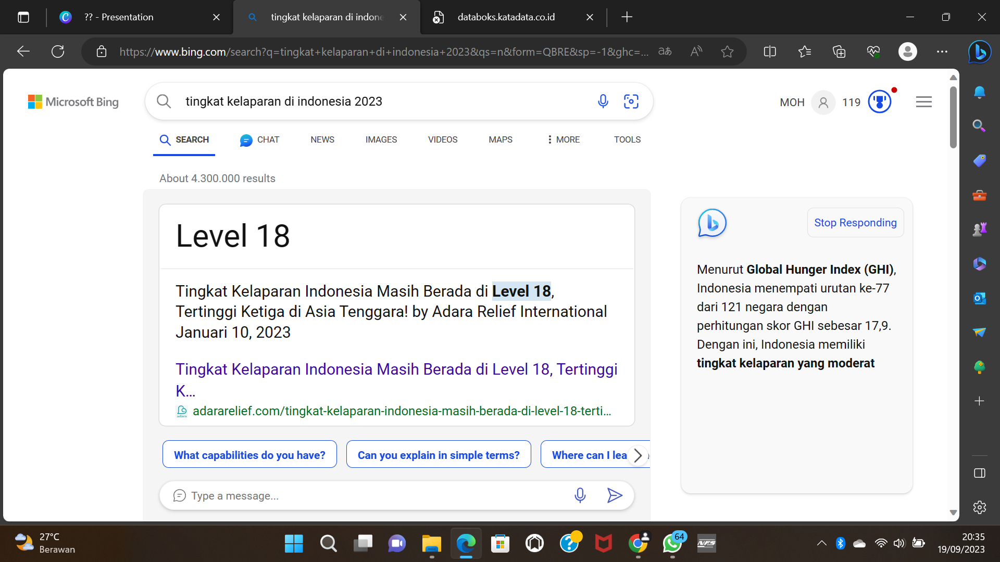 ?? - Presentation
tingkat kelaparan di indone
databoks.katadata.co.id
https://www.bing.com/search?q=tingkat+kelaparan+di+indonesia+2023&qs=n&form=QBRE&sp=-1&ghc=...
Microsoft Bing
tingkat kelaparan di indonesia 2023
MOH
119
SEARCH
CHAT
NEWS
IMAGES
VIDEOS
MAPS
MORE
TOOLS
About 4.300.000 results
Level 18
Tingkat Kelaparan Indonesia Masih Berada di Level 18,
Tertinggi Ketiga di Asia Tenggara! by Adara Relief International
Januari 10, 2023
Tingkat Kelaparan Indonesia Masih Berada di Level 18, Tertinggi
K...
adara
adararelief.com/tingkat-kelaparan-indonesia-masih-berada-di-level-18-terti...
What capabilities do you have?
Can you explain in simple terms?
Where can I lea
Type a message...
Stop Responding
Menurut Global Hunger Index (GHI),
Indonesia menempati urutan ke-77
dari 121 negara dengan
perhitungan skor GHI sebesar 17,9.
Dengan ini, Indonesia memiliki
tingkat kelaparan yang moderat
27°C
Berawan
64
NFS
20:35
19/09/2023